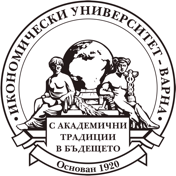 · ИКОНОМИЧЕСКИ УНИВЕРСИТЕТ - ВАРНА ·
С АКАДЕМИЧНИ
ТРАДИЦИИ
В БЪДЕЩЕТО
Основан 1920